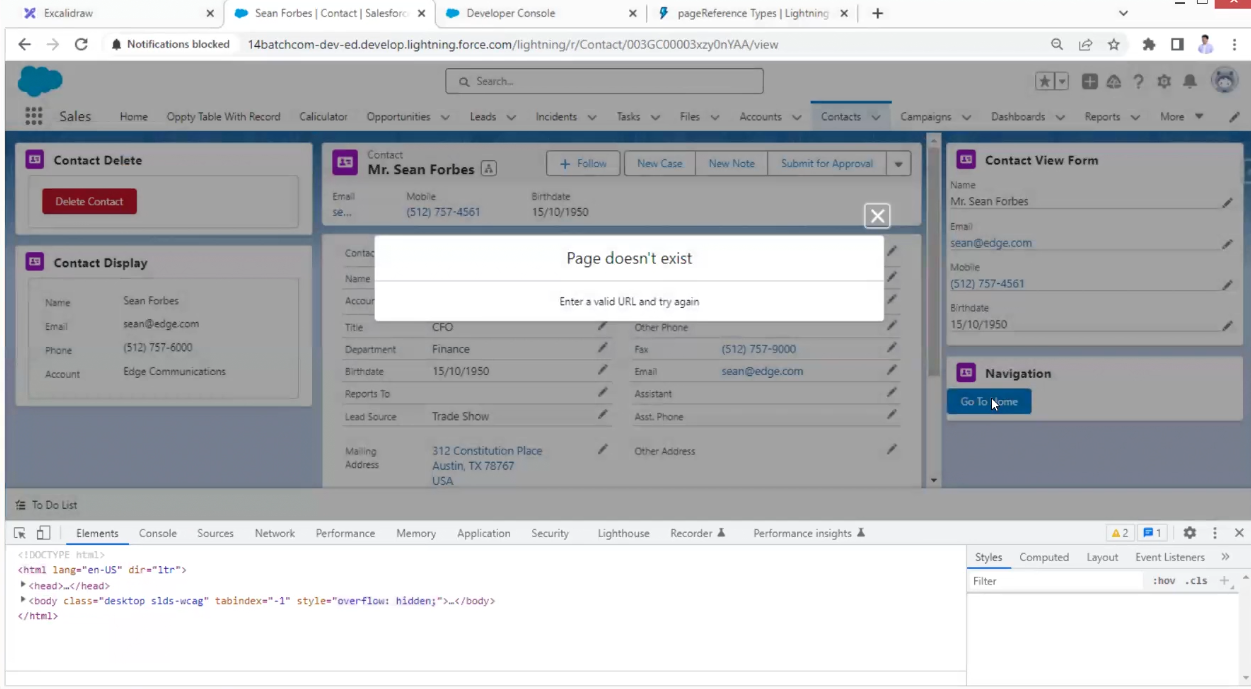 Excalidraw
Sean Forbes | Contact | Salesforc
Developer Console
pageReference Types | Lightning
Notifications blocked
14batchcom-dev-ed.develop.lightning.force.com/lightning/r/Contact/003GC00003xzy0nYAA/view
Search...
Sales Home Oppty Table With Record Caliculator Opportunities Leads Incidents Tasks Files Accounts Contacts Campaigns Dashboards Reports More
Contact Delete
Delete Contact
Contact Display
Name Sean Forbes
Email sean@edge.com
Phone (512) 757-6000
Account Edge Communications
Contact
Mr. Sean Forbes
+ Follow New Case New Note Submit for Approval
Email Mobile Birthdate
se... (512) 757-4561 15/10/1950
Page doesn't exist
Enter a valid URL and try again
Contac
Name
Accour
Title CFO Other Phone
Department Finance Fax (512) 757-9000
Birthdate 15/10/1950 Email sean@edge.com
Reports To Assistant
Lead Source Trade Show Asst. Phone
Mailing Address 312 Constitution Place Other Address
Austin, TX 78767
USA
Contact View Form
Name
Mr. Sean Forbes
Email
sean@edge.com
Mobile
(512) 757-4561
Birthdate
15/10/1950
Navigation
Go To Home
To Do List
Elements Console Sources Network Performance Memory Application Security Lighthouse Recorder Performance insights 2 1
<!DOCTYPE html>
<html lang="en-US" dir="ltr">
<head>…</head>
<body class="desktop slds-wcag" tabindex="-1" style="overflow: hidden;">…</body>
</html>
Styles Computed Layout Event Listeners »
Filter :hov .cls +